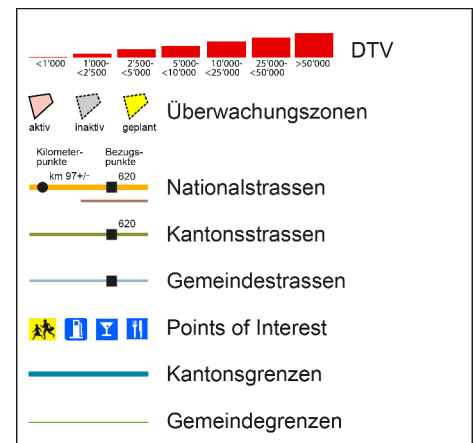 DTV
<1'000 1'000-<2'500 2'500-<5'000 5'000-<10'000 10'000-<25'000 25'000-<50'000 >50'000
Überwachungszonen
aktiv inaktiv geplant
Kilometer- Bezugs-
punkte punkte
km 97+/- 620
Nationalstrassen
620
Kantonsstrassen
Gemeindestrassen
Points of Interest
Kantonsgrenzen
Gemeindegrenzen